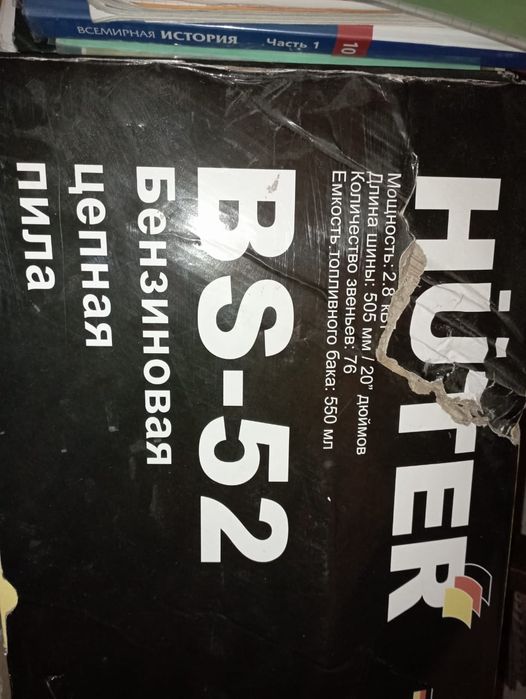 ВСЕМИРНАЯ ИСТОРИЯ Часть 1 10
HÜTER
Мощность: 2.8 кВт
Длина шины: 505 мм / 20" дюймов
Количество звеньев: 76
Емкость топливного бака: 550 мл
BS-52
Бензиновая
цепная
пила